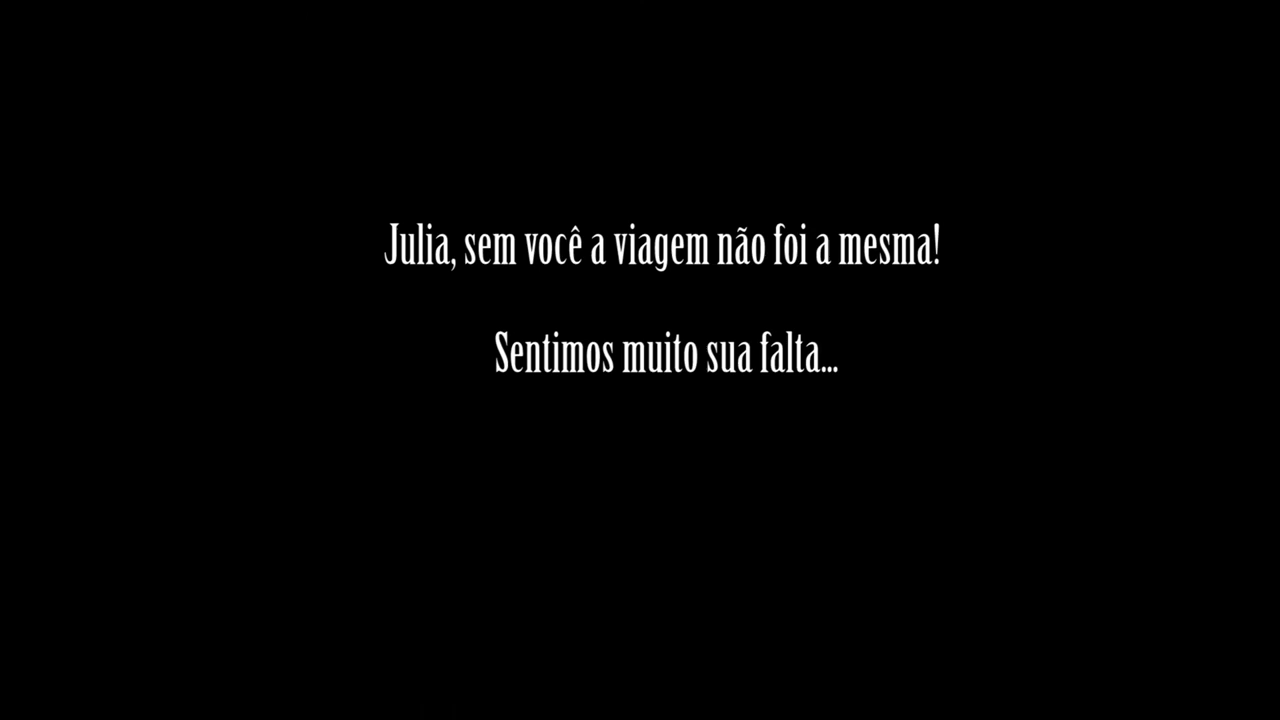 Julia, sem você a viagem não foi a mesma!
Sentimos muito sua falta...